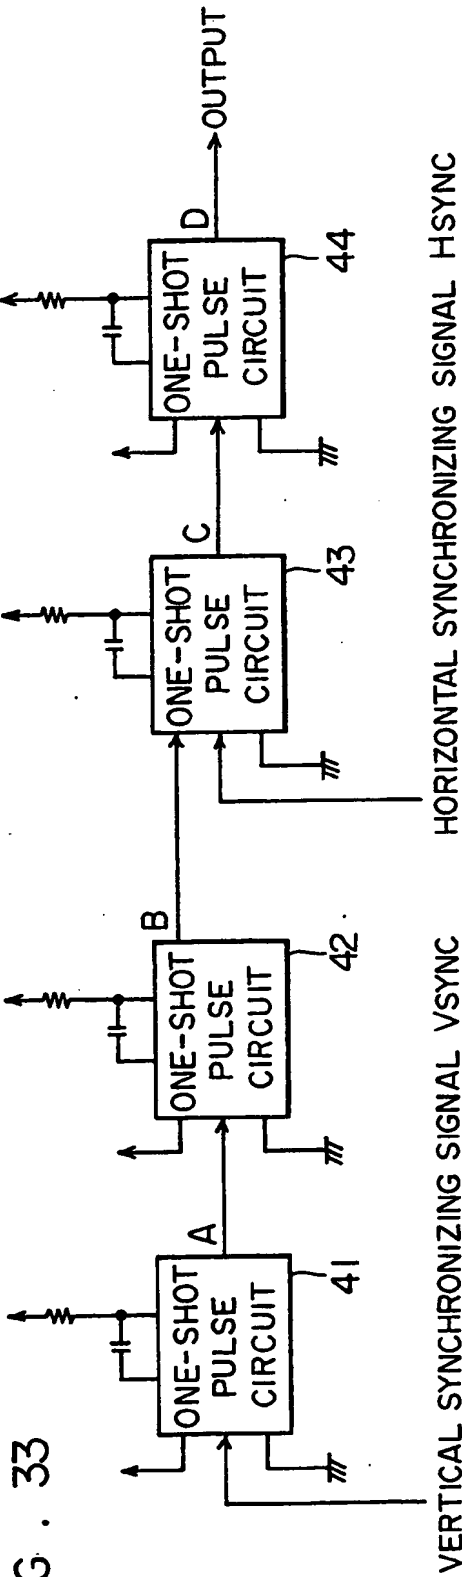 G. 33
ONE-SHOT
PULSE
CIRCUIT
41
A
ONE-SHOT
PULSE
CIRCUIT
42
B
ONE-SHOT
PULSE
CIRCUIT
43
C
ONE-SHOT
PULSE
CIRCUIT
44
D
OUTPUT
VERTICAL SYNCHRONIZING SIGNAL VSYNC
HORIZONTAL SYNCHRONIZING SIGNAL HSYNC